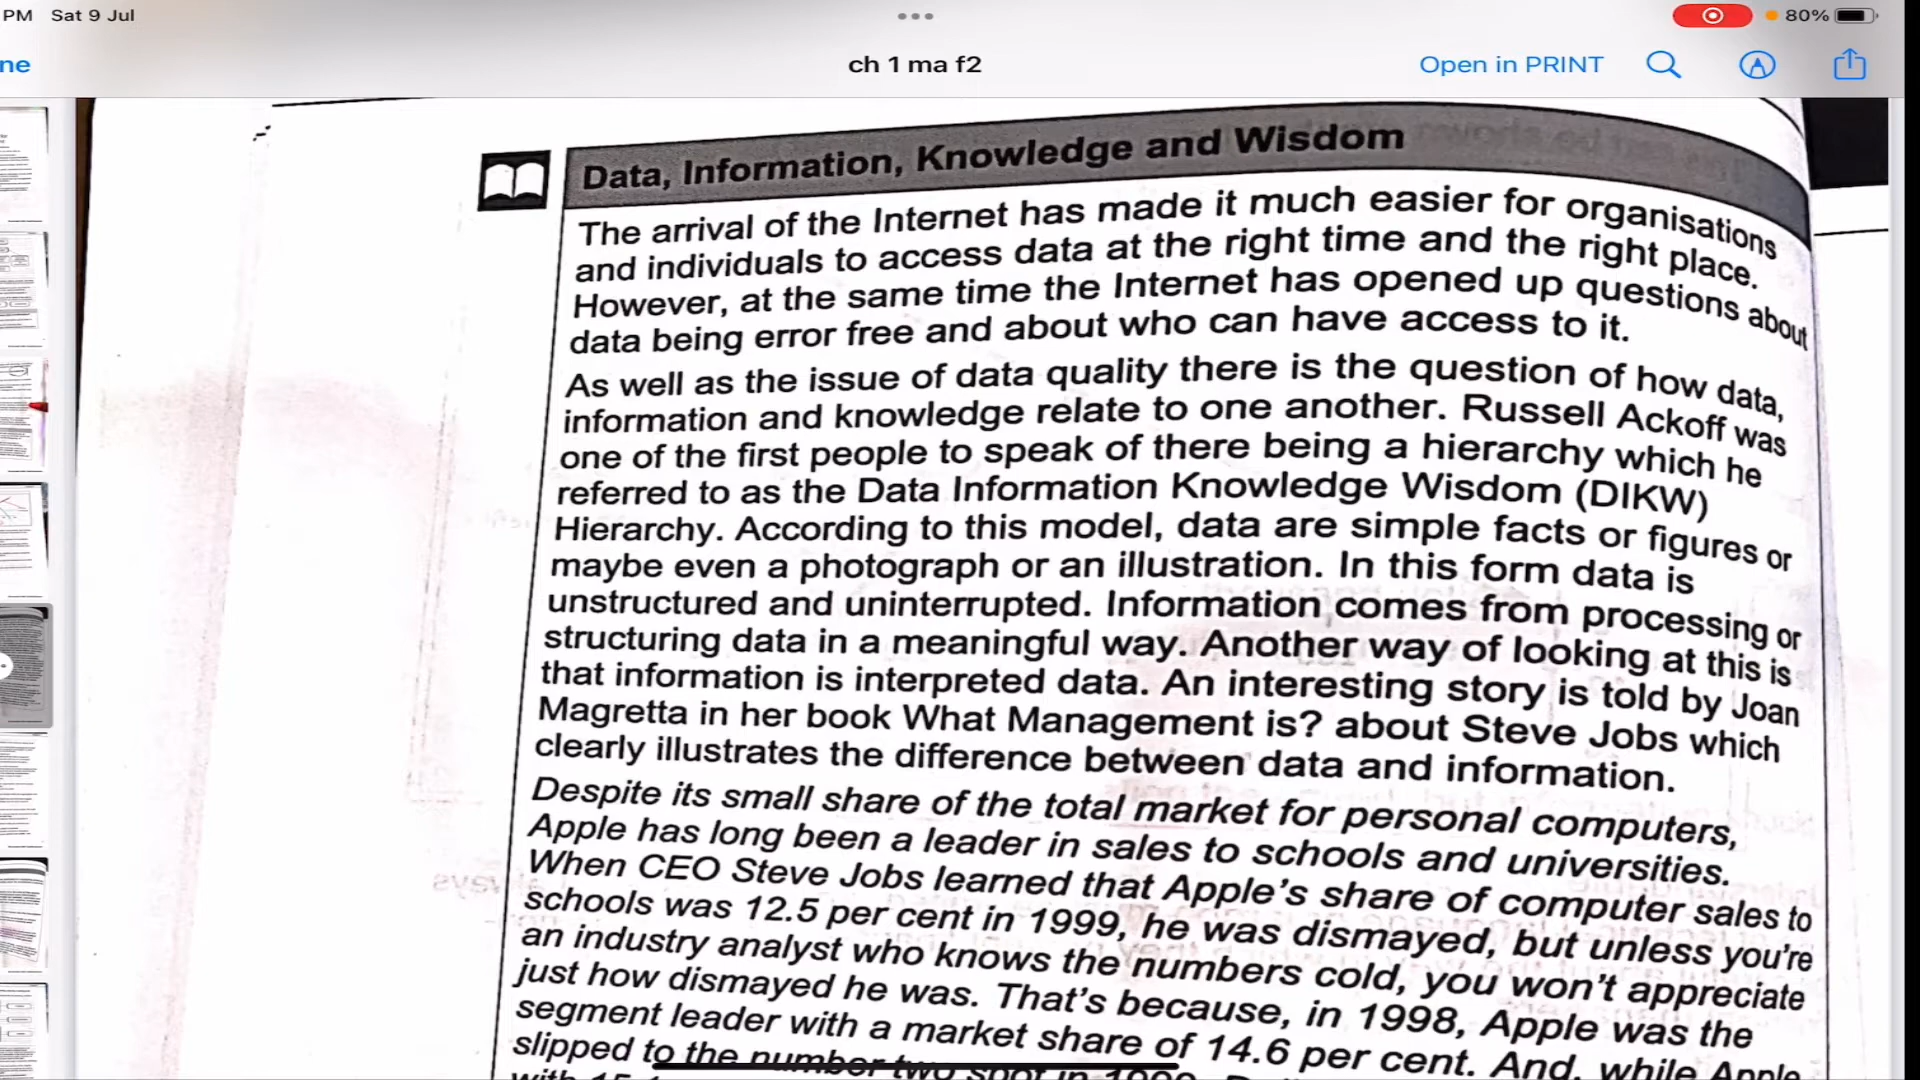 PM Sat 9 Jul
80%
ne
ch 1 ma f2
Open in PRINT
Data, Information, Knowledge and Wisdom
The arrival of the Internet has made it much easier for organisations
and individuals to access data at the right time and the right place.
However, at the same time the Internet has opened up questions about
data being error free and about who can have access to it.
As well as the issue of data quality there is the question of how data,
information and knowledge relate to one another. Russell Ackoff was
one of the first people to speak of there being a hierarchy which he
referred to as the Data Information Knowledge Wisdom (DIKW)
Hierarchy. According to this model, data are simple facts or figures or
maybe even a photograph or an illustration. In this form data is
unstructured and uninterrupted. Information comes from processing or
structuring data in a meaningful way. Another way of looking at this is
that information is interpreted data. An interesting story is told by Joan
Magretta in her book What Management is? about Steve Jobs which
clearly illustrates the difference between data and information.
Despite its small share of the total market for personal computers,
Apple has long been a leader in sales to schools and universities.
When CEO Steve Jobs learned that Apple's share of computer sales to
schools was 12.5 per cent in 1999, he was dismayed, but unless you're
an industry analyst who knows the numbers cold, you won't appreciate
just how dismayed he was. That's because, in 1998, Apple was the
segment leader with a market share of 14.6 per cent. And, while Apple
slipped to the number two spot in 1999,